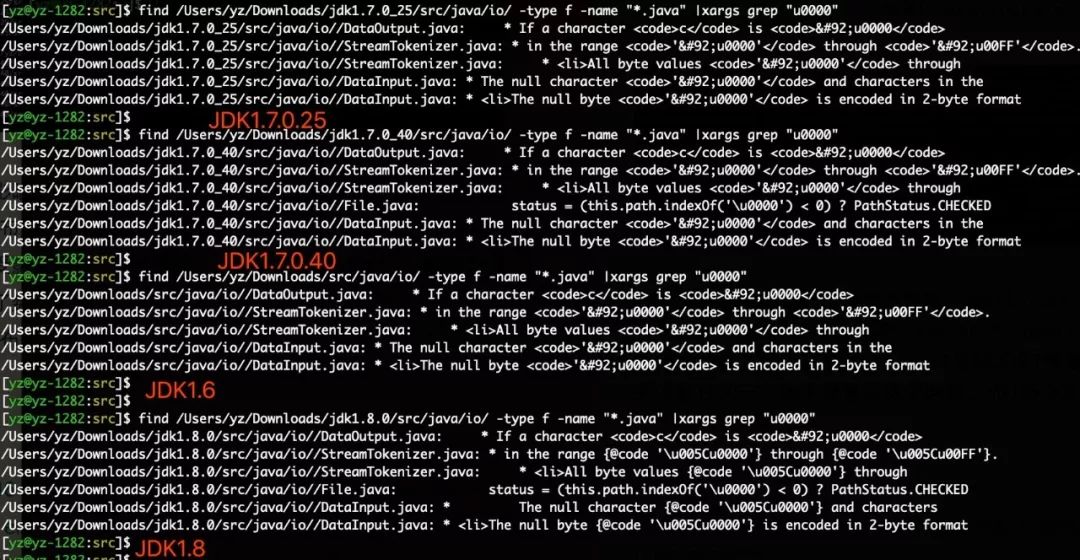 [yz@yz-1282:src]$ find /Users/yz/Downloads/jdk1.7.0_25/src/java/io/ -type f -name "*.java" |xargs grep "u0000"
/Users/yz/Downloads/jdk1.7.0_25/src/java/io//DataOutput.java:     * If a character <code>c</code> is <code>&#92;u0000</code>
/Users/yz/Downloads/jdk1.7.0_25/src/java/io//StreamTokenizer.java: * in the range <code>'&#92;u0000'</code> through <code>'&#92;u00FF'</code>.
/Users/yz/Downloads/jdk1.7.0_25/src/java/io//StreamTokenizer.java:     * <li>All byte values <code>'&#92;u0000'</code> through
/Users/yz/Downloads/jdk1.7.0_25/src/java/io//DataInput.java: * The null character <code>'&#92;u0000'</code> and characters in the
/Users/yz/Downloads/jdk1.7.0_25/src/java/io//DataInput.java: * <li>The null byte <code>'&#92;u0000'</code> is encoded in 2-byte format
[yz@yz-1282:src]$
JDK1.7.0.25
[yz@yz-1282:src]$ find /Users/yz/Downloads/jdk1.7.0_40/src/java/io/ -type f -name "*.java" |xargs grep "u0000"
/Users/yz/Downloads/jdk1.7.0_40/src/java/io//DataOutput.java:     * If a character <code>c</code> is <code>&#92;u0000</code>
/Users/yz/Downloads/jdk1.7.0_40/src/java/io//StreamTokenizer.java: * in the range <code>'&#92;u0000'</code> through <code>'&#92;u00FF'</code>.
/Users/yz/Downloads/jdk1.7.0_40/src/java/io//StreamTokenizer.java:     * <li>All byte values <code>'&#92;u0000'</code> through
/Users/yz/Downloads/jdk1.7.0_40/src/java/io//File.java:            status = (this.path.indexOf('\u0000') < 0) ? PathStatus.CHECKED
/Users/yz/Downloads/jdk1.7.0_40/src/java/io//DataInput.java: * The null character <code>'&#92;u0000'</code> and characters in the
/Users/yz/Downloads/jdk1.7.0_40/src/java/io//DataInput.java: * <li>The null byte <code>'&#92;u0000'</code> is encoded in 2-byte format
[yz@yz-1282:src]$
JDK1.7.0.40
[yz@yz-1282:src]$ find /Users/yz/Downloads/src/java/io/ -type f -name "*.java" |xargs grep "u0000"
/Users/yz/Downloads/src/java/io//DataOutput.java:     * If a character <code>c</code> is <code>&#92;u0000</code>
/Users/yz/Downloads/src/java/io//StreamTokenizer.java: * in the range <code>'&#92;u0000'</code> through <code>'&#92;u00FF'</code>.
/Users/yz/Downloads/src/java/io//StreamTokenizer.java:     * <li>All byte values <code>'&#92;u0000'</code> through
/Users/yz/Downloads/src/java/io//DataInput.java: * The null character <code>'&#92;u0000'</code> and characters in the
/Users/yz/Downloads/src/java/io//DataInput.java: * <li>The null byte <code>'&#92;u0000'</code> is encoded in 2-byte format
[yz@yz-1282:src]$
JDK1.6
[yz@yz-1282:src]$
[yz@yz-1282:src]$ find /Users/yz/Downloads/jdk1.8.0/src/java/io/ -type f -name "*.java" |xargs grep "u0000"
/Users/yz/Downloads/jdk1.8.0/src/java/io//DataOutput.java:     * If a character <code>c</code> is <code>&#92;u0000</code>
/Users/yz/Downloads/jdk1.8.0/src/java/io//StreamTokenizer.java: * in the range {@code '\u005Cu0000'} through {@code '\u005Cu00FF'}.
/Users/yz/Downloads/jdk1.8.0/src/java/io//StreamTokenizer.java:     * <li>All byte values {@code '\u005Cu0000'} through
/Users/yz/Downloads/jdk1.8.0/src/java/io//File.java:            status = (this.path.indexOf('\u0000') < 0) ? PathStatus.CHECKED
/Users/yz/Downloads/jdk1.8.0/src/java/io//DataInput.java: *        The null character {@code '\u005Cu0000'} and characters
/Users/yz/Downloads/jdk1.8.0/src/java/io//DataInput.java: * <li>The null byte {@code '\u005Cu0000'} is encoded in 2-byte format
[yz@yz-1282:src]$
JDK1.8